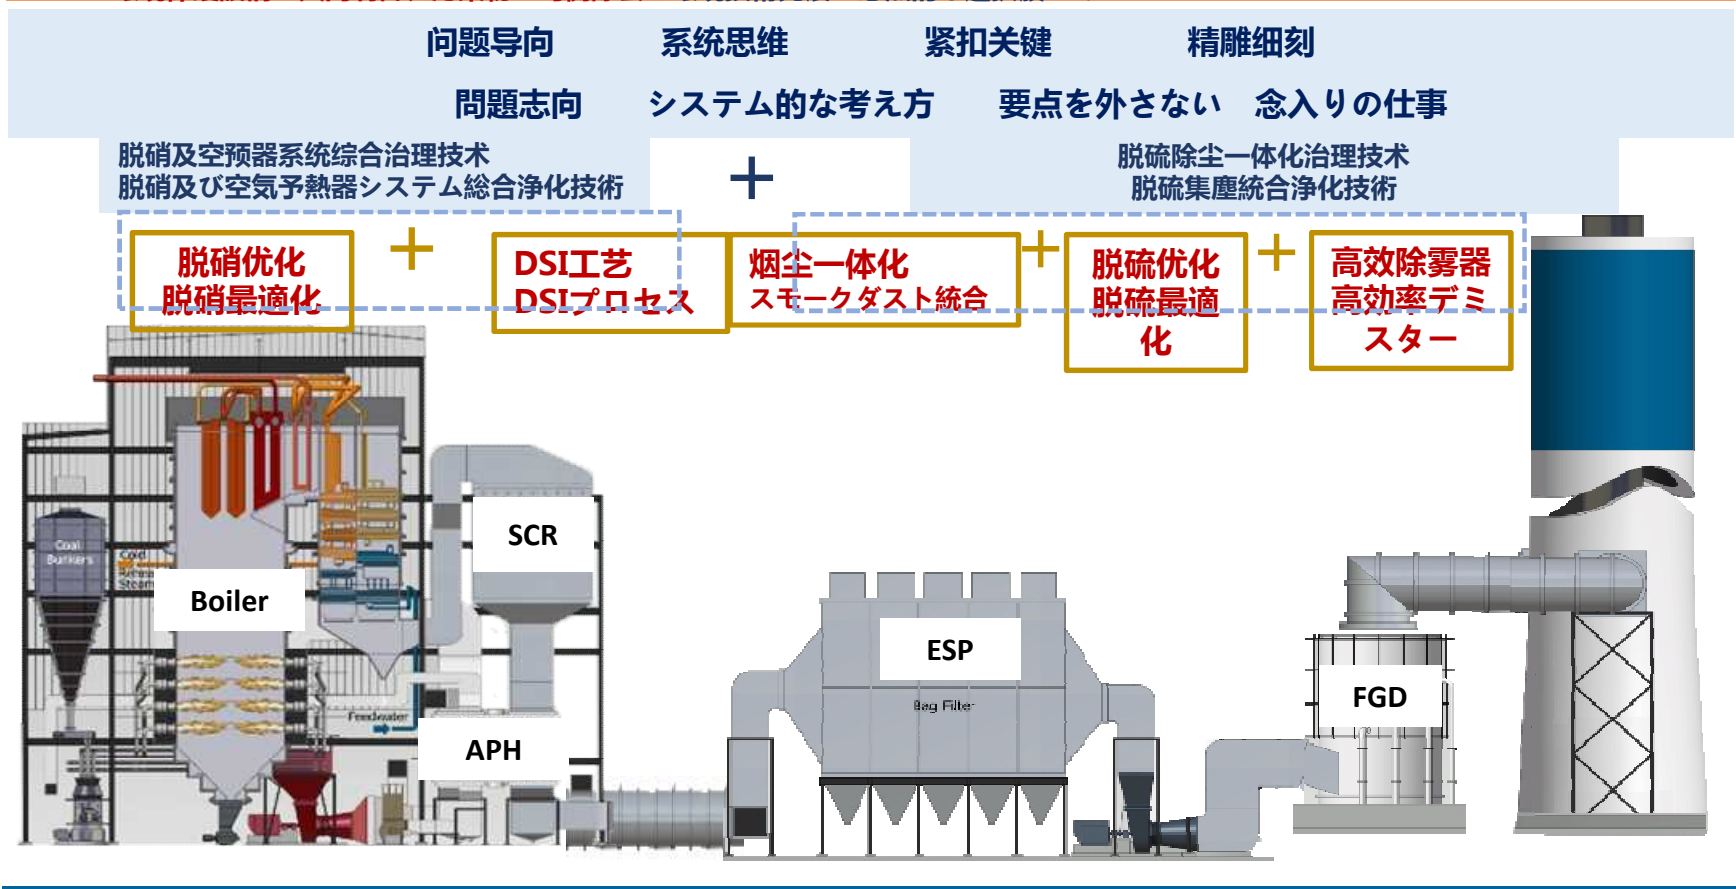 问题导向 系统思维 紧扣关键 精雕细刻
問題志向 システム的な考え方 要点を外さない 念入りの仕事
脱硝及空预器系统综合治理技术
脱硝及び空気予熱器システム総合浄化技術
+
脱硫除尘一体化治理技术
脱硫集塵統合浄化技術
脱硝优化
脱硝最適化
+
DSI工艺
DSIプロセス
烟尘一体化
スモークダスト統合
+
脱硫优化
脱硫最適
化
+
高效除雾器
高効率デミ
スター
SCR
Coal
Bunkers
Cold
Reheat
Steam
Boiler
ESP
Bag Filter
FGD
Feedwater
APH